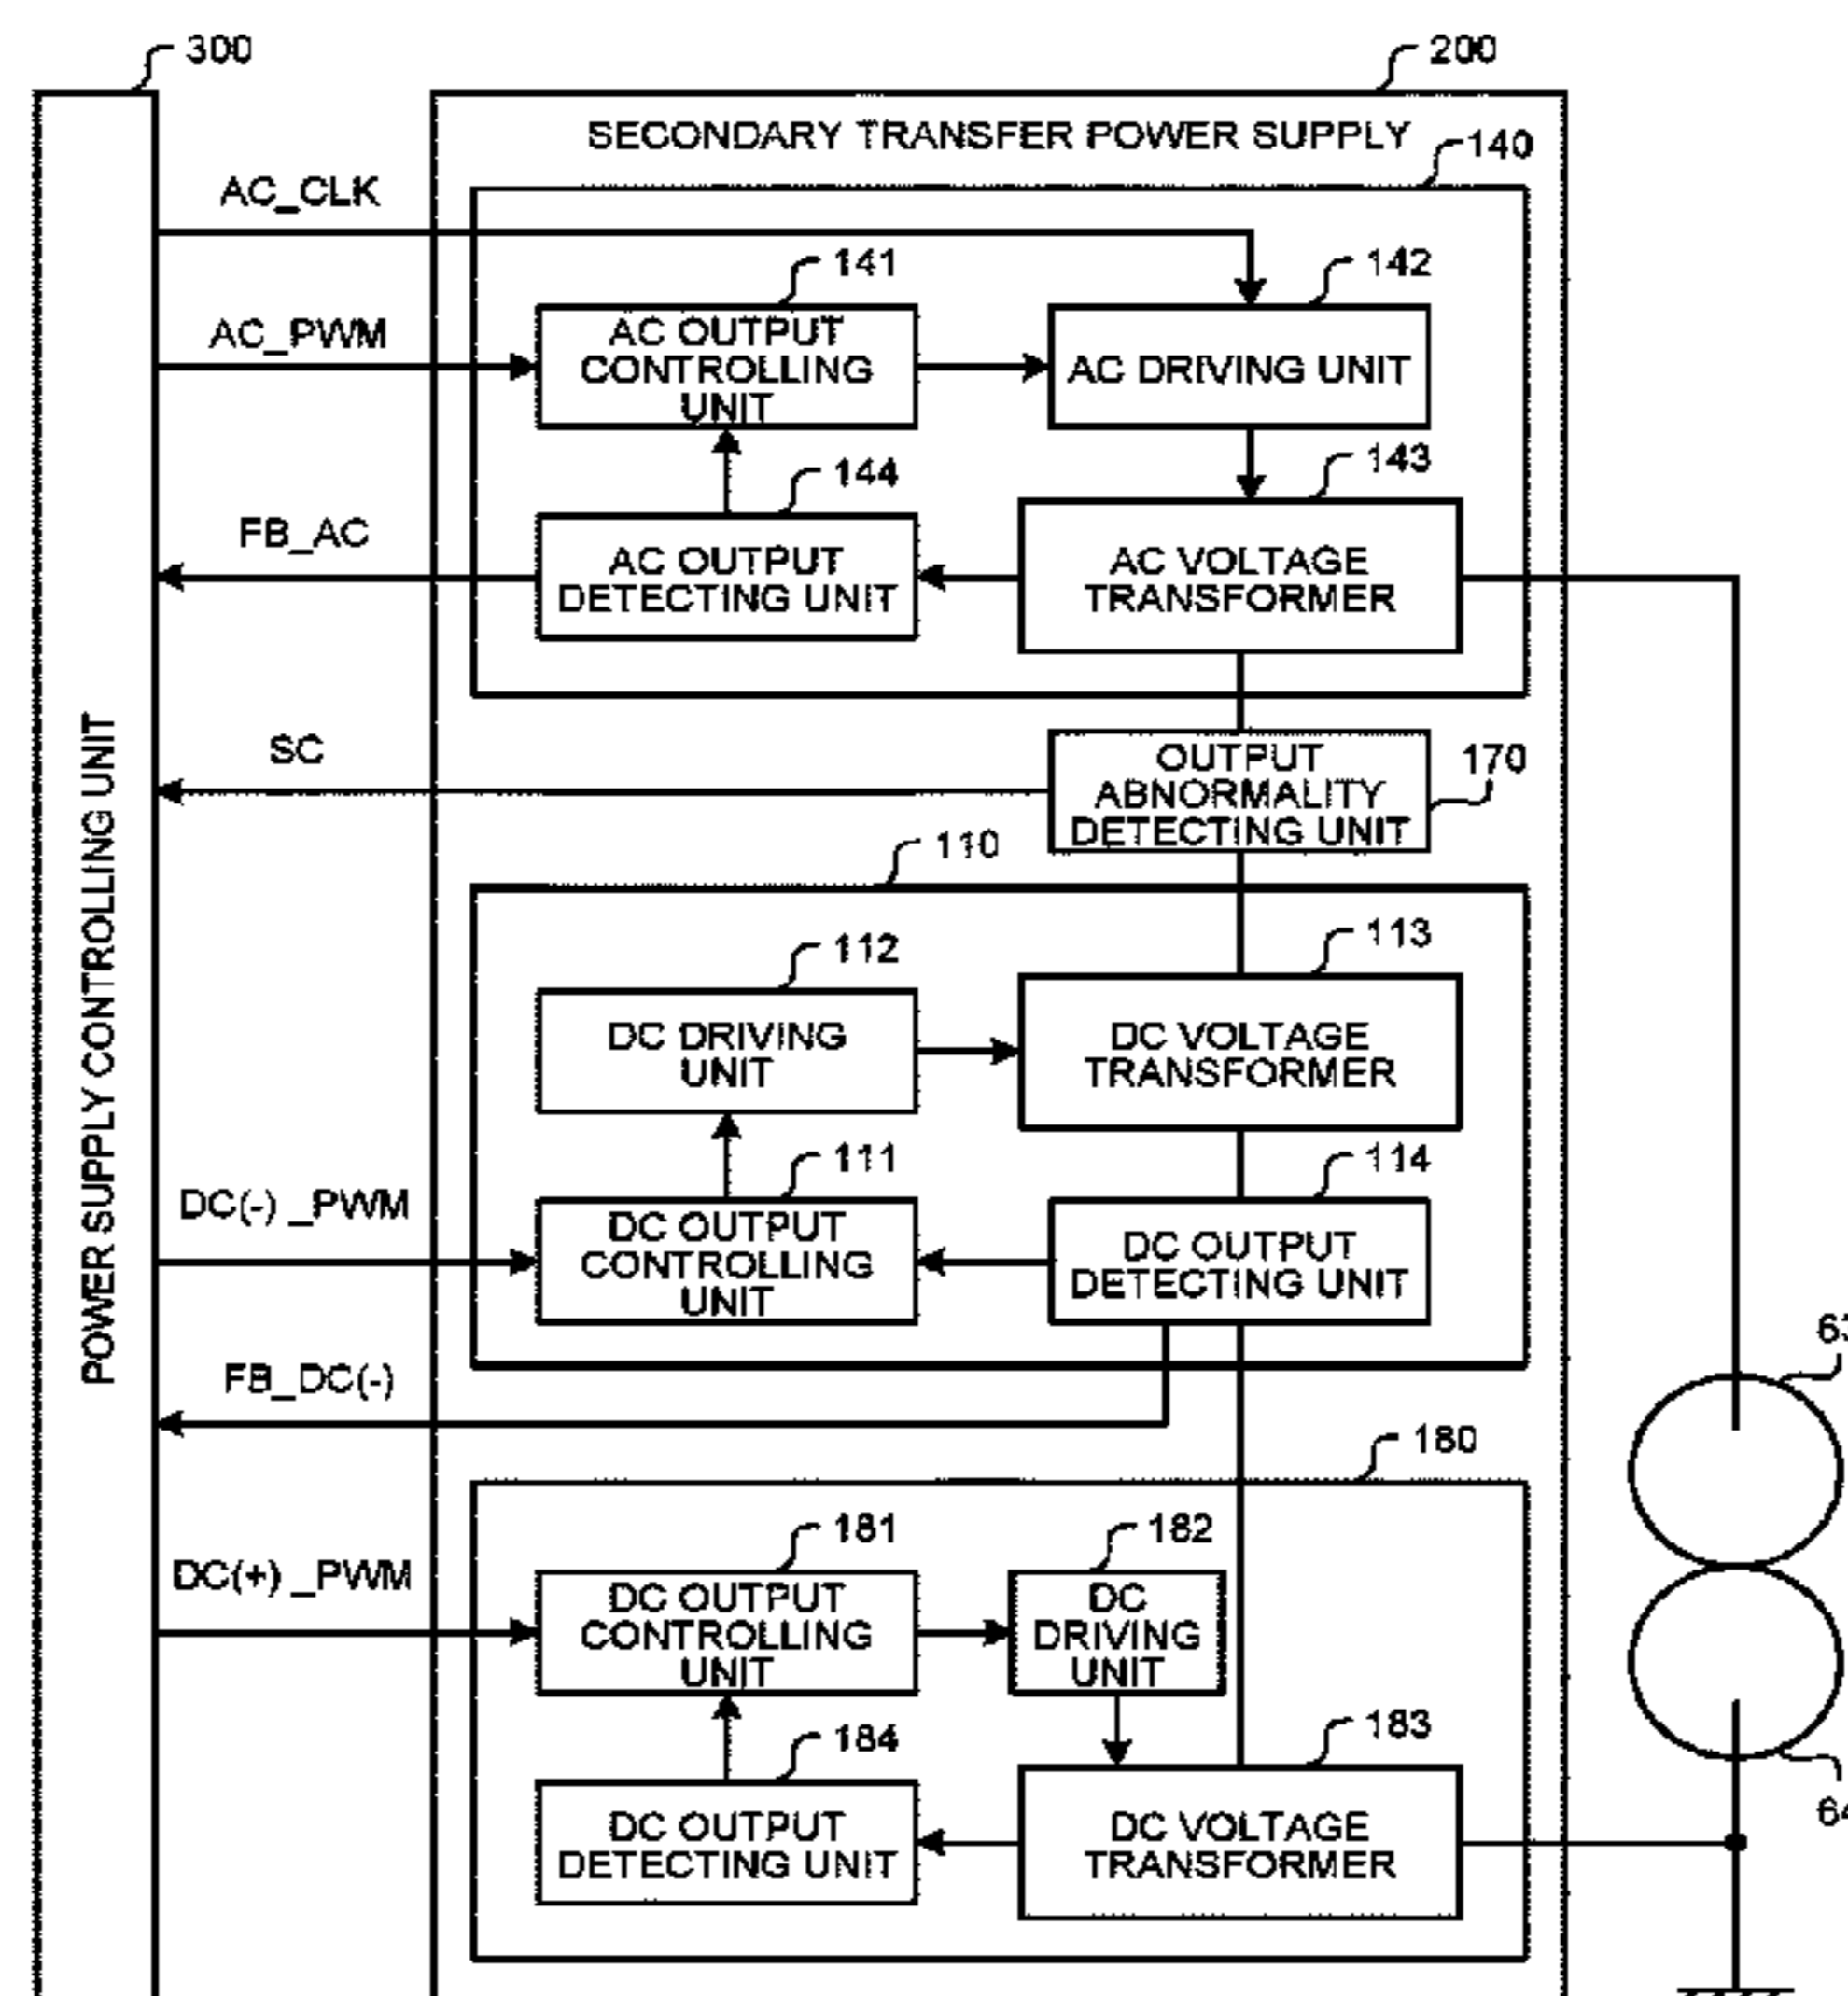 300
200
SECONDARY TRANSFER POWER SUPPLY
140
AC_CLK
141
142
AC_PWM
AC OUTPUT
CONTROLLING
UNIT
AC DRIVING UNIT
144
143
FB_AC
AC OUTPUT
DETECTING UNIT
AC VOLTAGE
TRANSFORMER
POWER SUPPLY CONTROLLING UNIT
SC
OUTPUT
ABNORMALITY
DETECTING UNIT
170
110
112
113
DC DRIVING
UNIT
DC VOLTAGE
TRANSFORMER
111
114
DC(-) _PWM
DC OUTPUT
CONTROLLING
UNIT
DC OUTPUT
DETECTING UNIT
FB_DC(-)
180
181
182
DC(+) _PWM
DC OUTPUT
CONTROLLING
UNIT
DC
DRIVING
UNIT
184
183
DC OUTPUT
DETECTING UNIT
DC VOLTAGE
TRANSFORMER
63
64